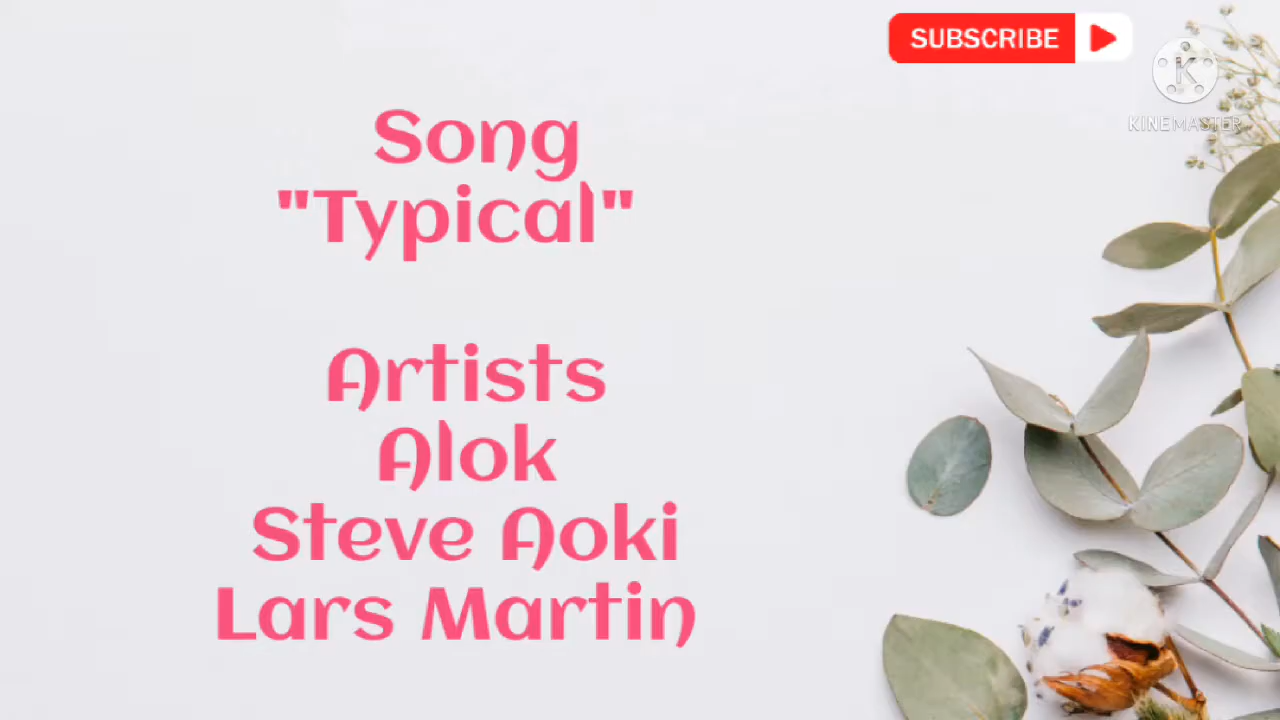 SUBSCRIBE
K
KINEMASTER
Song
"Typical"
Artists
Alok
Steve Aoki
Lars Martin